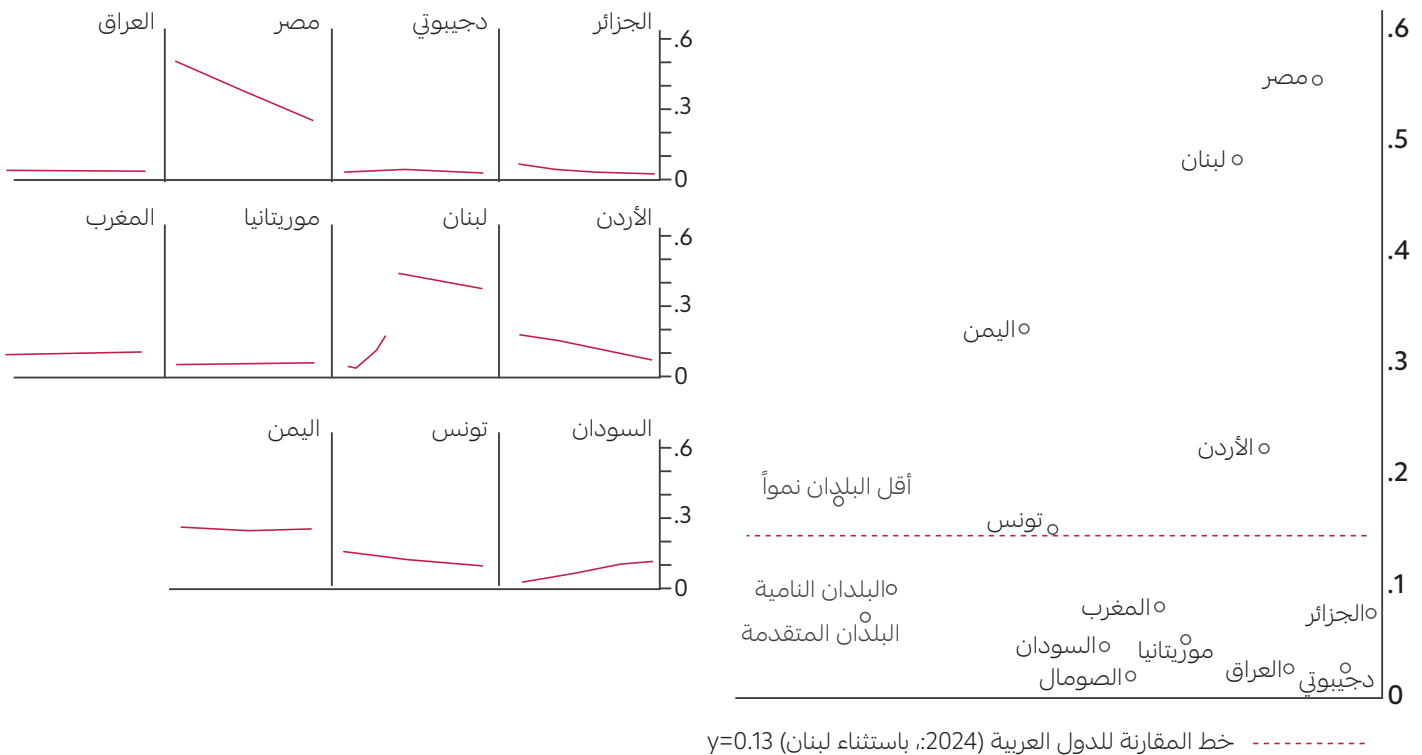 .6
مصر
.5
لبنان
.4
اليمن
.3
الأردن
.2
أقل البلدان نمواً
تونس
.1
البلدان النامية
المغرب
الجزائر
البلدان المتقدمة
السودان
موريتانيا
الصومال
العراق
دجيبوتي
0
خط المقارنة للدول العربية (2024:، باستثناء لبنان) y=0.13
الجزائر
دجيبوتي
مصر
العراق
.6
.3
0
الأردن
لبنان
موريتانيا
المغرب
.6
.3
0
السودان
تونس
اليمن
.6
.3
0